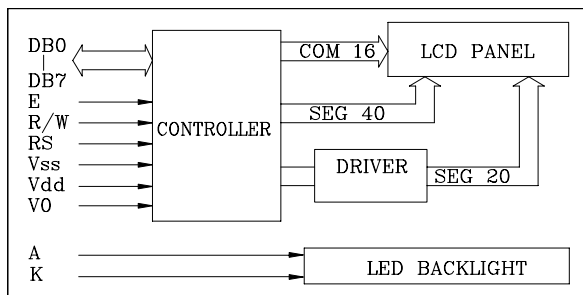 DB0
DB7
E
R/W
RS
Vss
Vdd
V0
A
K
CONTROLLER
COM 16
SEG 40
DRIVER
SEG 20
LCD PANEL
LED BACKLIGHT